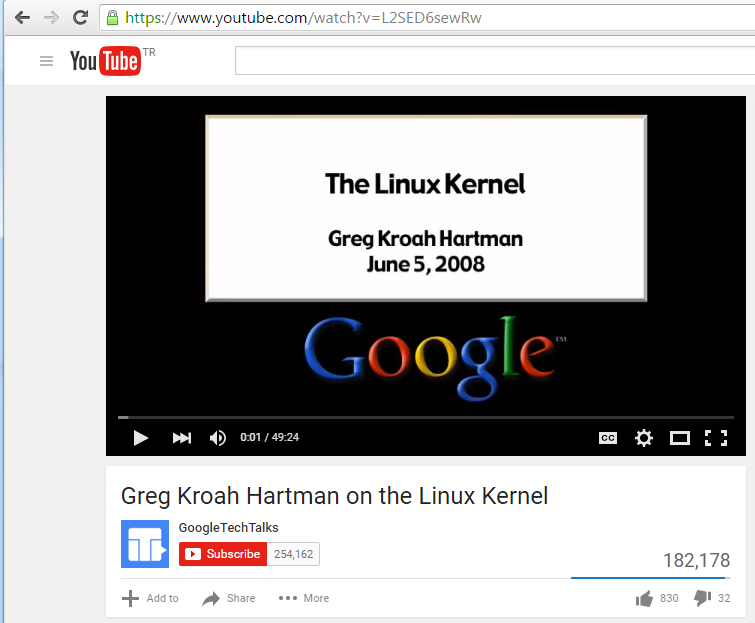 https://www.youtube.com/watch?v=L2SED6sewRw
YouTube TR
The Linux Kernel
Greg Kroah Hartman
June 5, 2008
Google™
0:01 / 49:24
CC
Greg Kroah Hartman on the Linux Kernel
GoogleTechTalks
Subscribe 254,162
182,178
Add to Share More 830 32